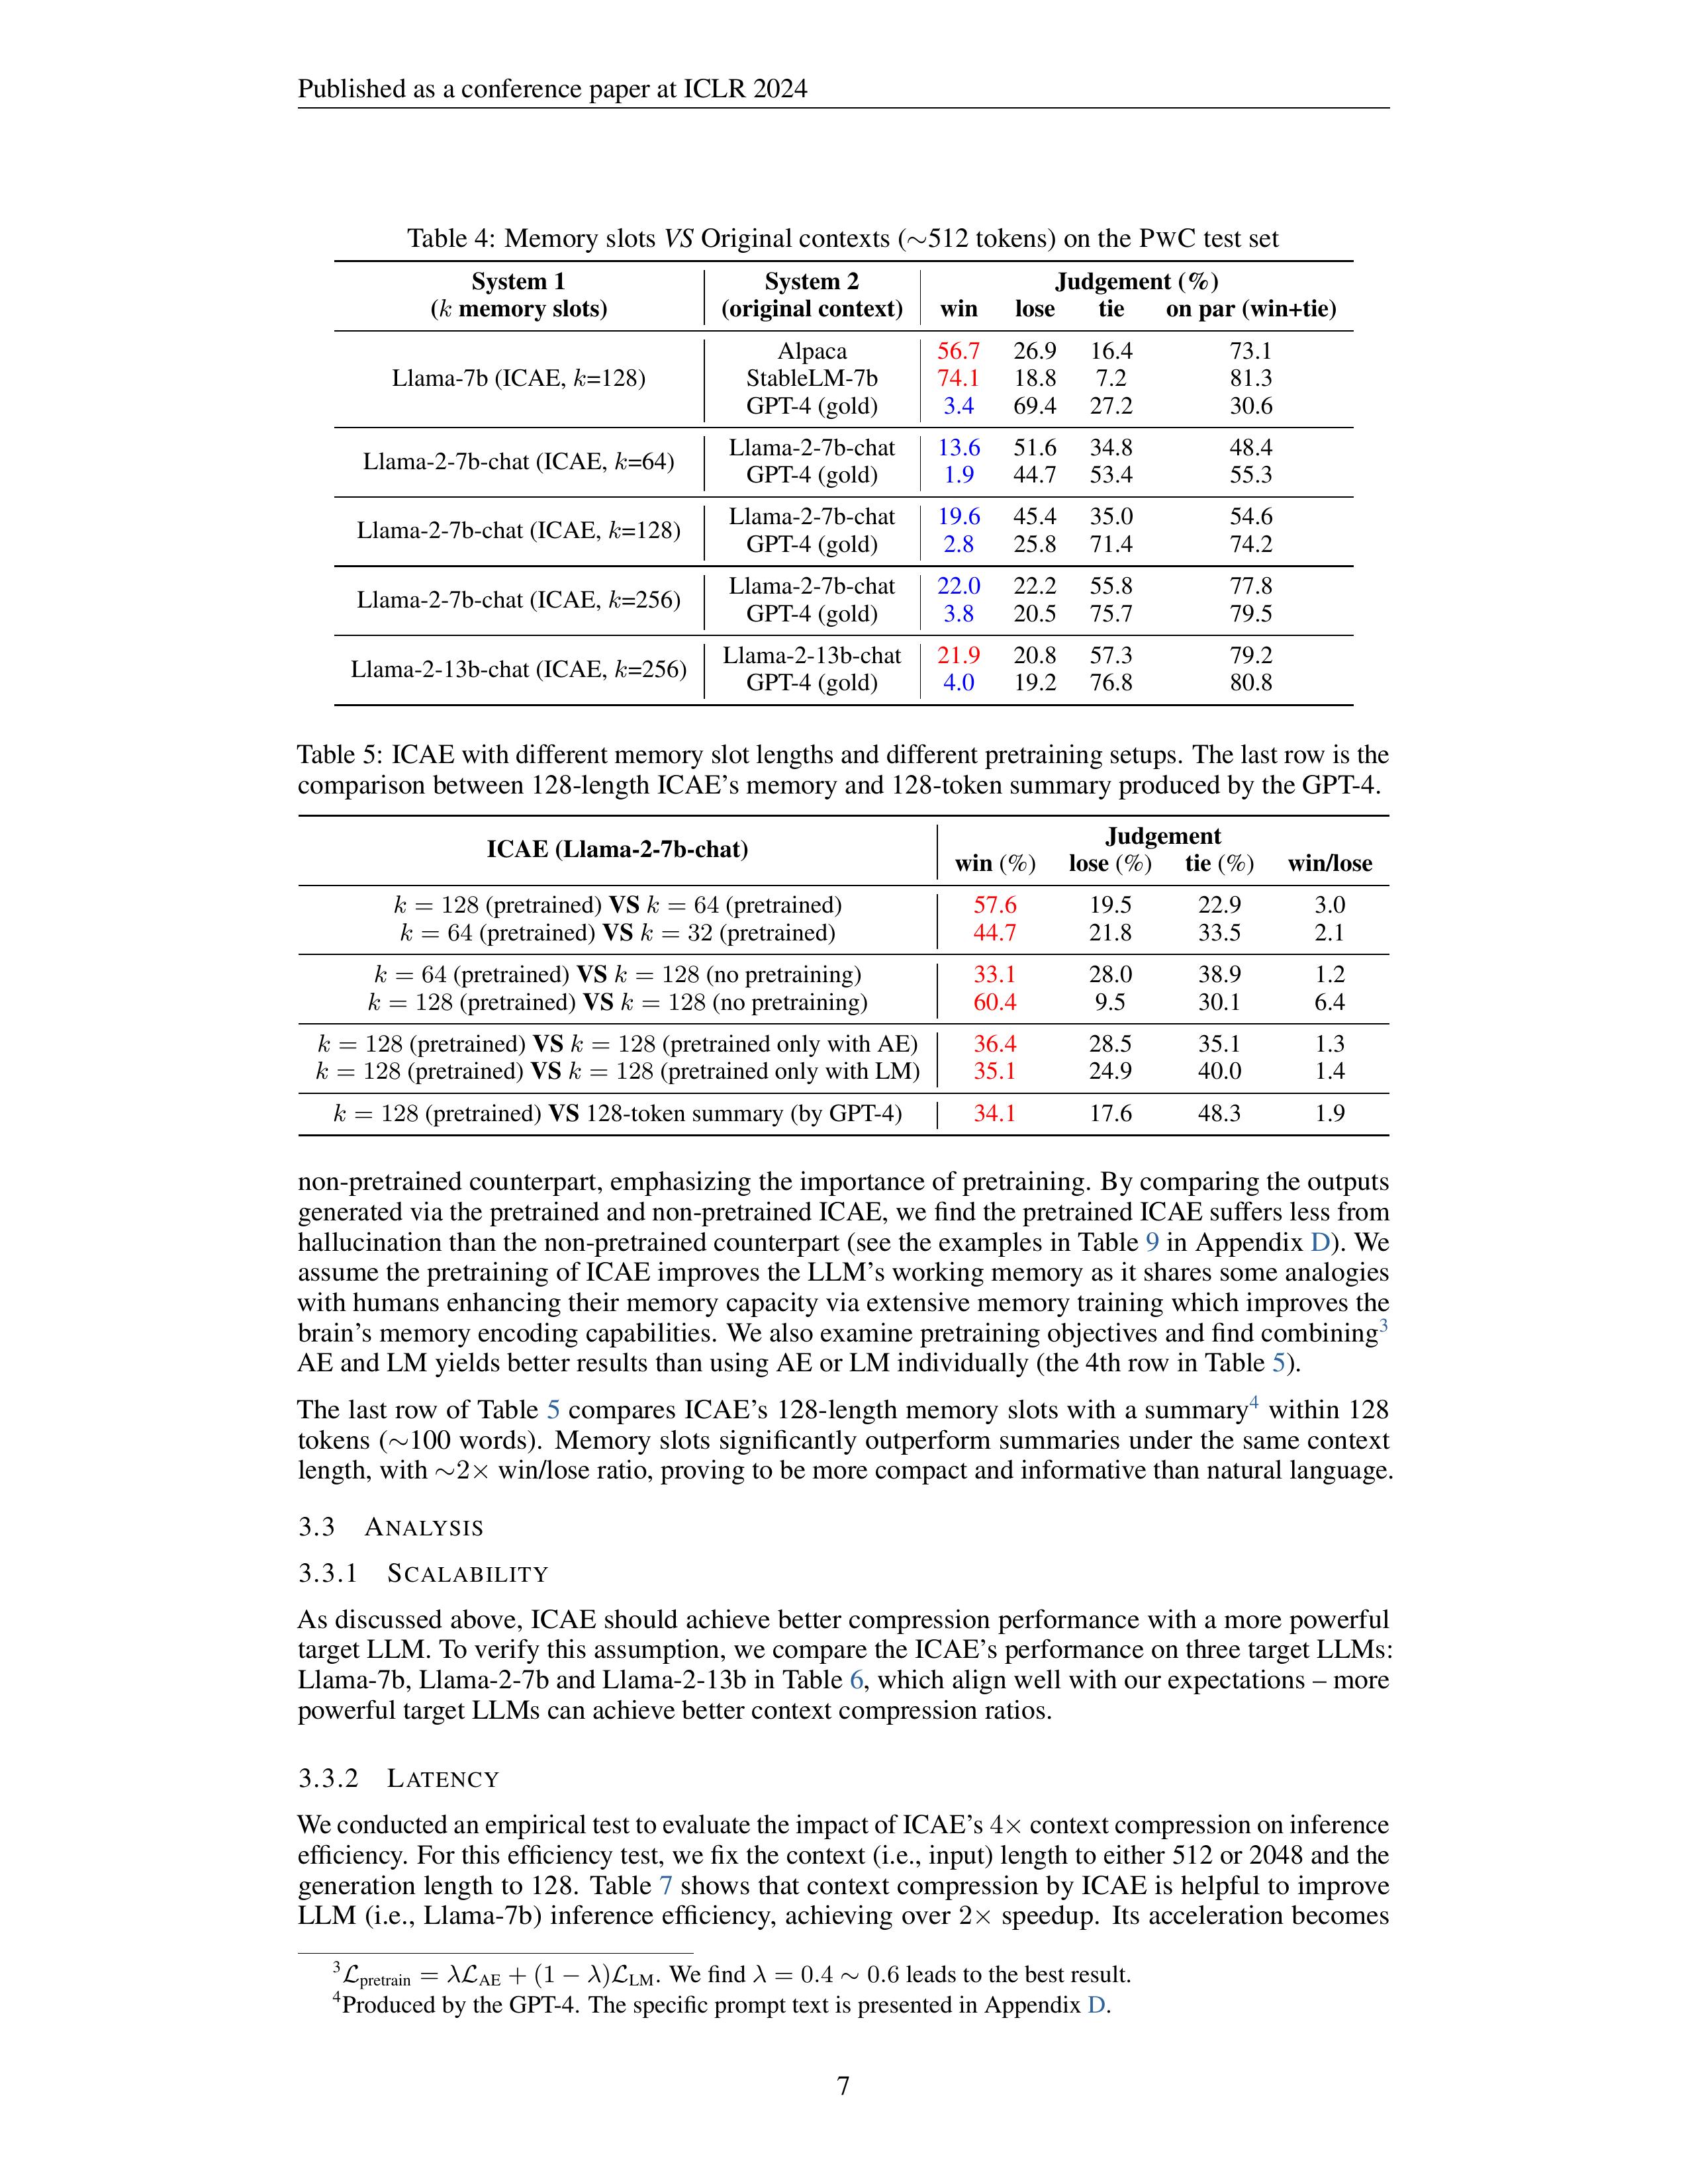 Published as a conference paper at ICLR 2024
Table 4: Memory slots VS Original contexts (∼512 tokens) on the PWC test set
System 1 System 2 Judgement (%)
(k memory slots) (original context) win lose tie on par (win+tie)
Alpaca 56.7 26.9 16.4 73.1
Llama-7b (ICAE, k=128) StableLM-7b 74.1 18.8 7.2 81.3
GPT-4 (gold) 3.4 69.4 27.2 30.6
Llama-2-7b-chat (ICAE, k=64) Llama-2-7b-chat 13.6 51.6 34.8 48.4
GPT-4 (gold) 1.9 44.7 53.4 55.3
Llama-2-7b-chat (ICAE, k=128) Llama-2-7b-chat 19.6 45.4 35.0 54.6
GPT-4 (gold) 2.8 25.8 71.4 74.2
Llama-2-7b-chat (ICAE, k=256) Llama-2-7b-chat 22.0 22.2 55.8 77.8
GPT-4 (gold) 3.8 20.5 75.7 79.5
Llama-2-13b-chat (ICAE, k=256) Llama-2-13b-chat 21.9 20.8 57.3 79.2
GPT-4 (gold) 4.0 19.2 76.8 80.8
Table 5: ICAE with different memory slot lengths and different pretraining setups. The last row is the
comparison between 128-length ICAE's memory and 128-token summary produced by the GPT-4.
ICAE (Llama-2-7b-chat) Judgement
win (%) lose (%) tie (%) win/lose
k = 128 (pretrained) VS k = 64 (pretrained) 57.6 19.5 22.9 3.0
k = 64 (pretrained) VS k = 32 (pretrained) 44.7 21.8 33.5 2.1
k = 64 (pretrained) VS k = 128 (no pretraining) 33.1 28.0 38.9 1.2
k = 128 (pretrained) VS k = 128 (no pretraining) 60.4 9.5 30.1 6.4
k = 128 (pretrained) VS k = 128 (pretrained only with AE) 36.4 28.5 35.1 1.3
k = 128 (pretrained) VS k = 128 (pretrained only with LM) 35.1 24.9 40.0 1.4
k = 128 (pretrained) VS 128-token summary (by GPT-4) 34.1 17.6 48.3 1.9
non-pretrained counterpart, emphasizing the importance of pretraining. By comparing the outputs
generated via the pretrained and non-pretrained ICAE, we find the pretrained ICAE suffers less from
hallucination than the non-pretrained counterpart (see the examples in Table 9 in Appendix D). We
assume the pretraining of ICAE improves the LLM's working memory as it shares some analogies
with humans enhancing their memory capacity via extensive memory training which improves the
brain's memory encoding capabilities. We also examine pretraining objectives and find combining³
AE and LM yields better results than using AE or LM individually (the 4th row in Table 5).
The last row of Table 5 compares ICAE's 128-length memory slots with a summary⁴ within 128
tokens (∼100 words). Memory slots significantly outperform summaries under the same context
length, with ∼2× win/lose ratio, proving to be more compact and informative than natural language.
3.3 ANALYSIS
3.3.1 SCALABILITY
As discussed above, ICAE should achieve better compression performance with a more powerful
target LLM. To verify this assumption, we compare the ICAE's performance on three target LLMs:
Llama-7b, Llama-2-7b and Llama-2-13b in Table 6, which align well with our expectations – more
powerful target LLMs can achieve better context compression ratios.
3.3.2 LATENCY
We conducted an empirical test to evaluate the impact of ICAE's 4× context compression on inference
efficiency. For this efficiency test, we fix the context (i.e., input) length to either 512 or 2048 and the
generation length to 128. Table 7 shows that context compression by ICAE is helpful to improve
LLM (i.e., Llama-7b) inference efficiency, achieving over 2× speedup. Its acceleration becomes
³ℒpretrain = λℒAE + (1 − λ)ℒLM. We find λ = 0.4 ∼ 0.6 leads to the best result.
⁴Produced by the GPT-4. The specific prompt text is presented in Appendix D.
7